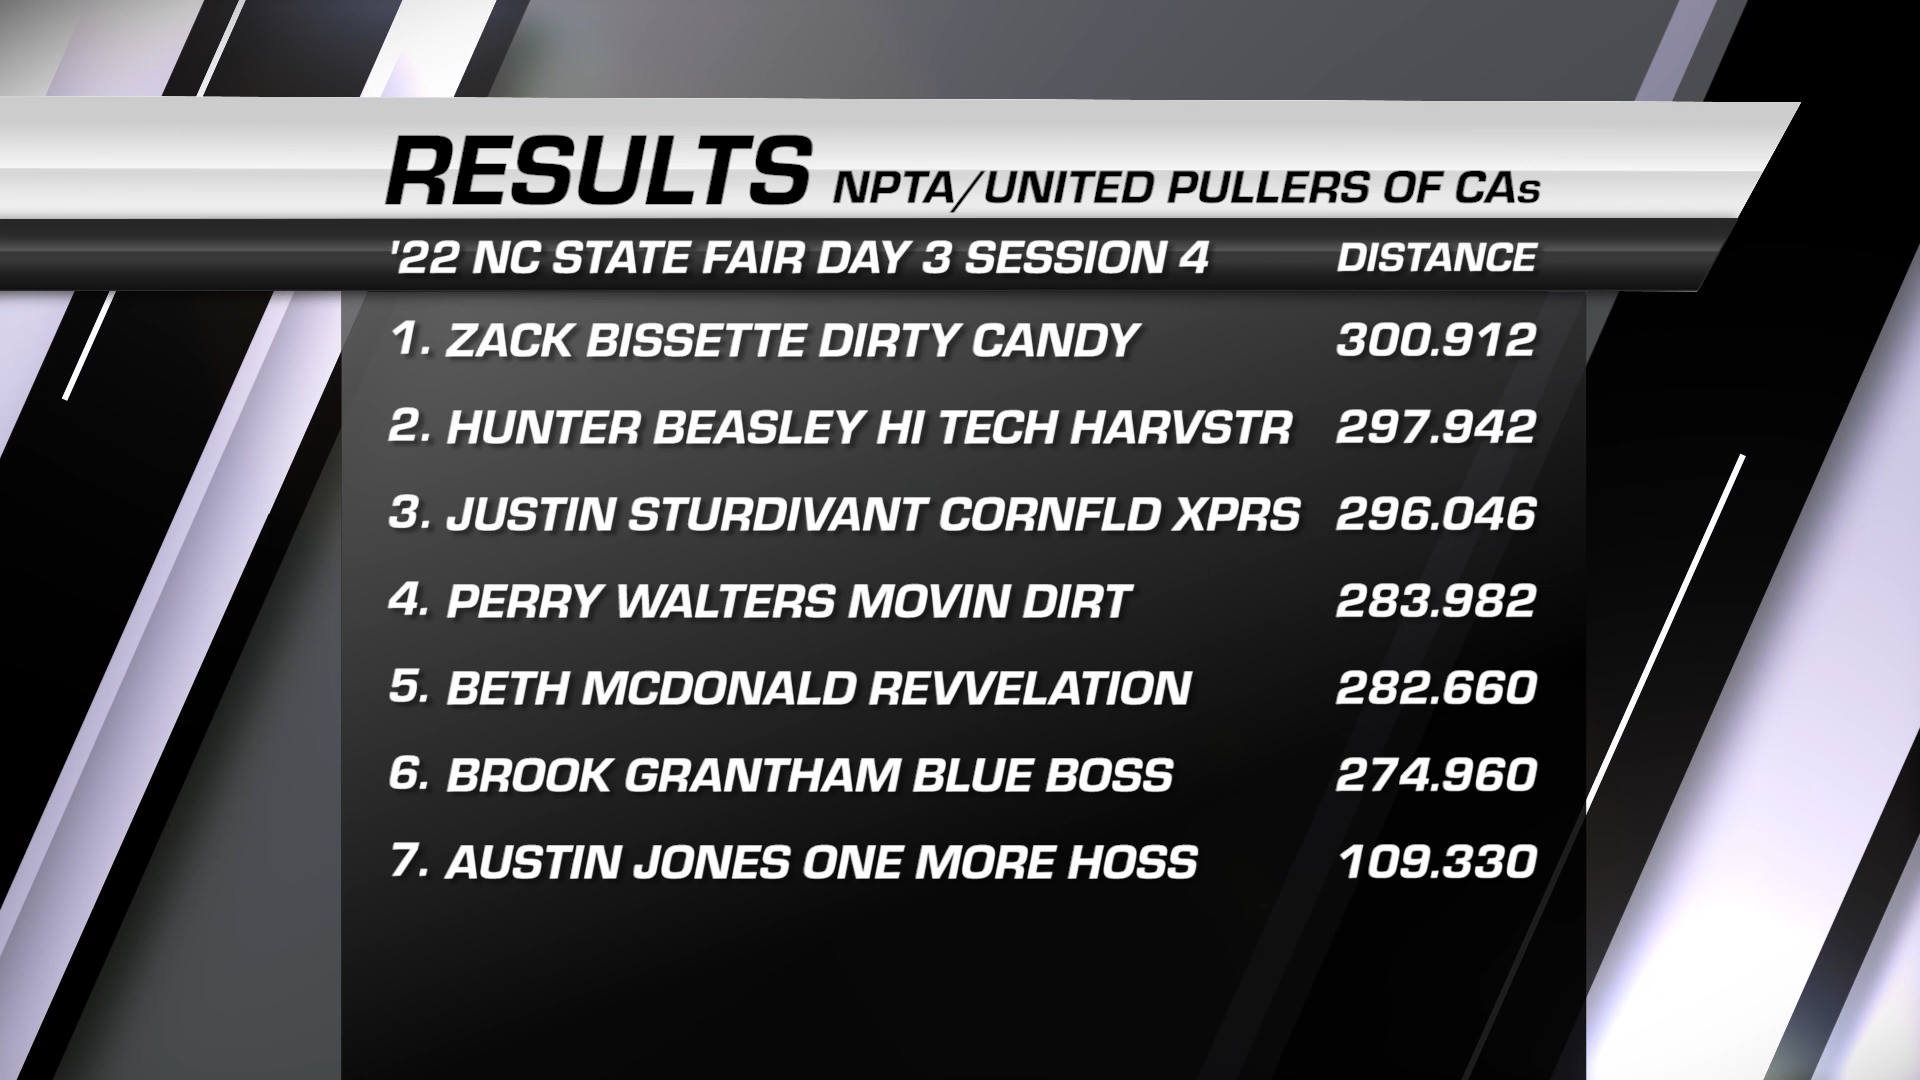 RESULTS NPTA/UNITED PULLERS OF CAs
'22 NC STATE FAIR DAY 3 SESSION 4 DISTANCE
1. ZACK BISSETTE DIRTY CANDY 300.912
2. HUNTER BEASLEY HI TECH HARVSTR 297.942
3. JUSTIN STURDIVANT CORNFLD XPRS 296.046
4. PERRY WALTERS MOVIN DIRT 283.982
5. BETH MCDONALD REVVELATION 282.660
6. BROOK GRANTHAM BLUE BOSS 274.960
7. AUSTIN JONES ONE MORE HOSS 109.330